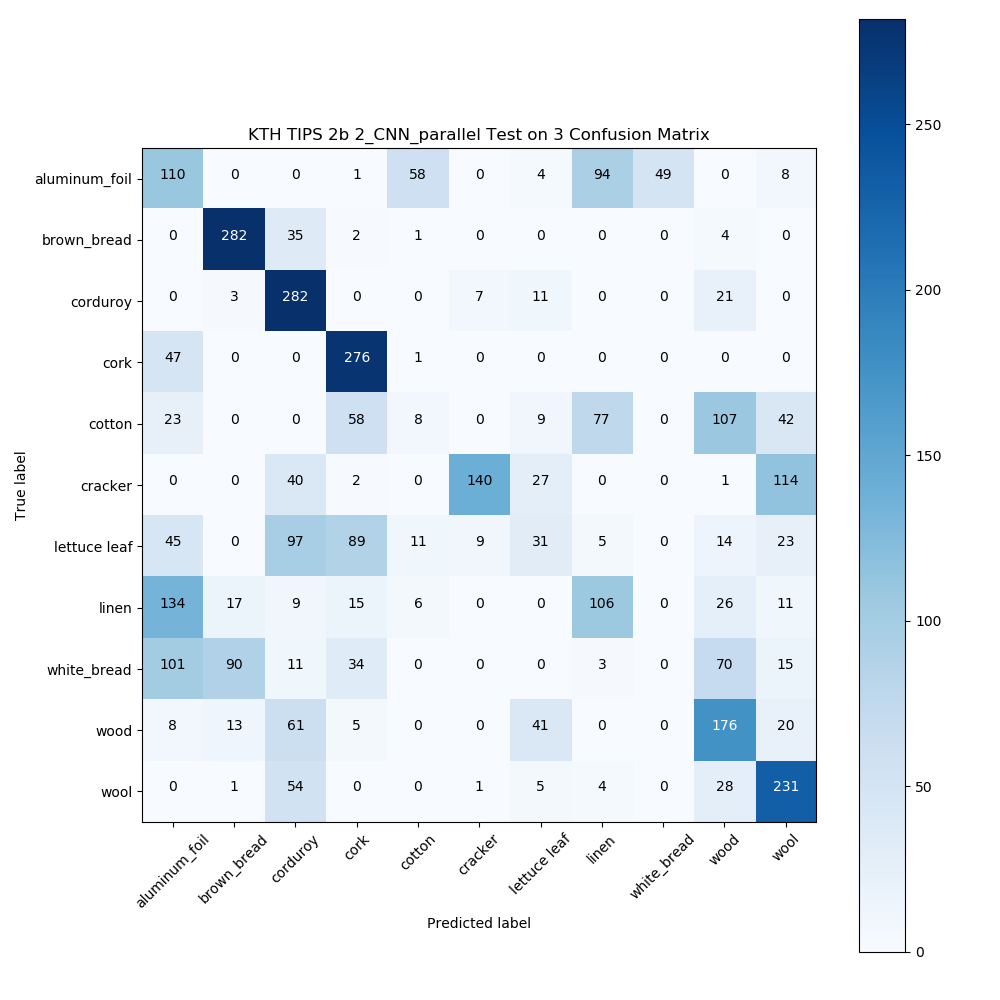 KTH TIPS 2b 2_CNN_parallel Test on 3 Confusion Matrix
True label
aluminum_foil 110 0 0 1 58 0 4 94 49 0 8
brown_bread 0 282 35 2 1 0 0 0 0 4 0
corduroy 0 3 282 0 0 7 11 0 0 21 0
cork 47 0 0 276 1 0 0 0 0 0 0
cotton 23 0 0 58 8 0 9 77 0 107 42
cracker 0 0 40 2 0 140 27 0 0 1 114
lettuce leaf 45 0 97 89 11 9 31 5 0 14 23
linen 134 17 9 15 6 0 0 106 0 26 11
white_bread 101 90 11 34 0 0 0 3 0 70 15
wood 8 13 61 5 0 0 41 0 0 176 20
wool 0 1 54 0 0 1 5 4 0 28 231
aluminum_foil brown_bread corduroy cork cotton cracker lettuce leaf linen white_bread wood wool
Predicted label
250
200
150
100
50
0